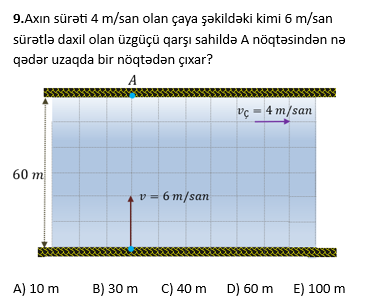 9.Axın sürəti 4 m/san olan çaya şəkildəki kimi 6 m/san
sürətlə daxil olan üzgüçü qarşı sahildə A nöqtəsindən nə
qədər uzaqda bir nöqtədən çıxar?
A
vÇ = 4 m/san
60 m
v = 6 m/san
A) 10 m B) 30 m C) 40 m D) 60 m E) 100 m